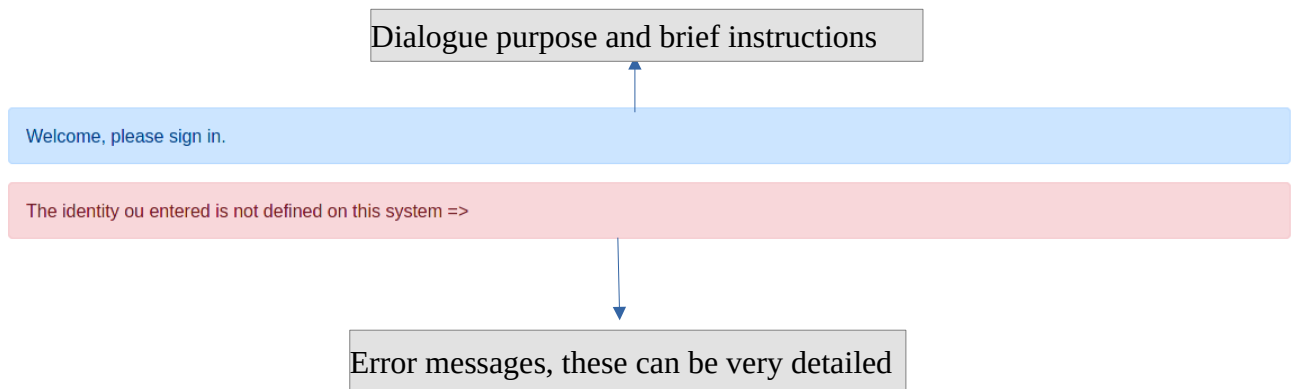 Dialogue purpose and brief instructions
Welcome, please sign in.
The identity ou entered is not defined on this system =>
Error messages, these can be very detailed